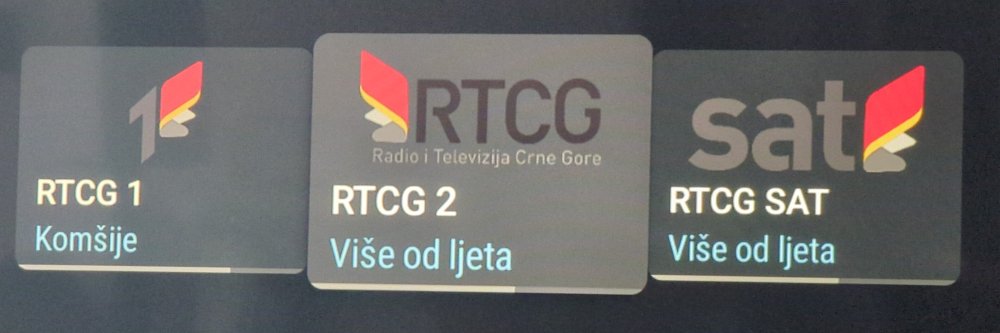 1
RTCG 1
Komšije
RTCG
Radio i Televizija Crne Gore
RTCG 2
Više od ljeta
sat
RTCG SAT
Više od ljeta